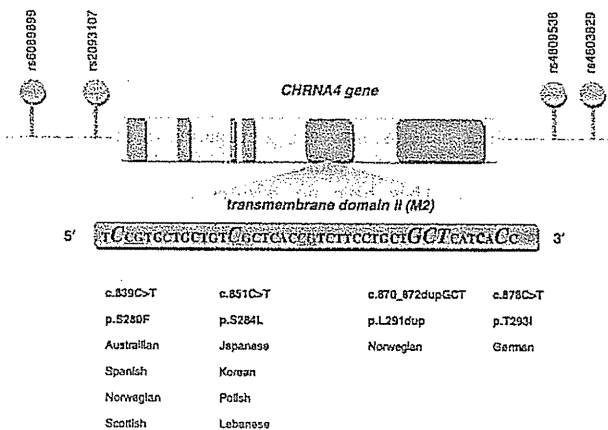 rs6089899
rs2093107
rs4809538
rs4603829
CHRNA4 gene
transmembrane domain II (M2)
5' TCCGTGCTGCTGTCGCTCACCGTCTTCCTGCTGCTCATCACCC 3'
c.839C>T c.851C>T c.870_872dupGCT c.878C>T
p.S280F p.S284L p.L291dup p.T293I
Australian Japanese Norwegian German
Spanish Korean
Norwegian Polish
Scottish Lebanese